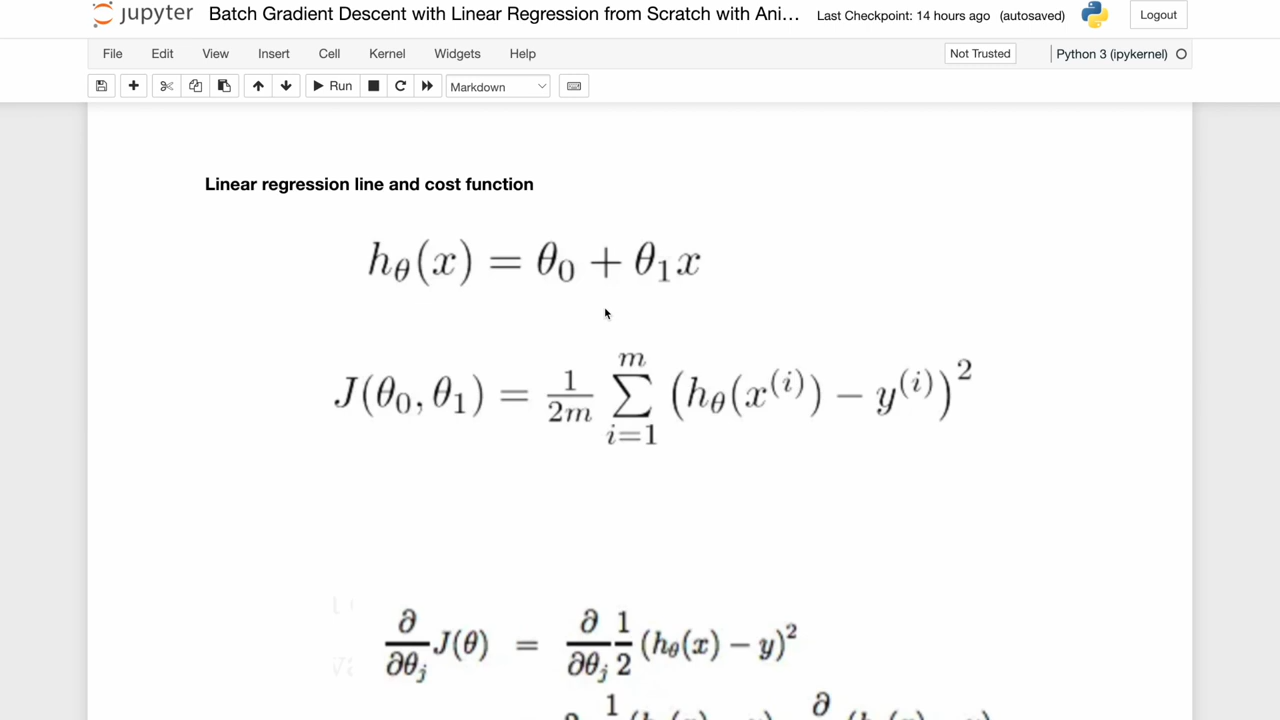 jupyter Batch Gradient Descent with Linear Regression from Scratch with Ani... Last Checkpoint: 14 hours ago (autosaved) Logout
File Edit View Insert Cell Kernel Widgets Help Not Trusted Python 3 (ipykernel)
Run Markdown
Linear regression line and cost function
hθ(x) = θ₀ + θ₁x
J(θ₀, θ₁) = 1/2m ∑ᵢ₌₁ᵐ (hθ(x⁽ⁱ⁾) − y⁽ⁱ⁾)²
∂/∂θⱼ J(θ) = ∂/∂θⱼ 1/2 (hθ(x) − y)²